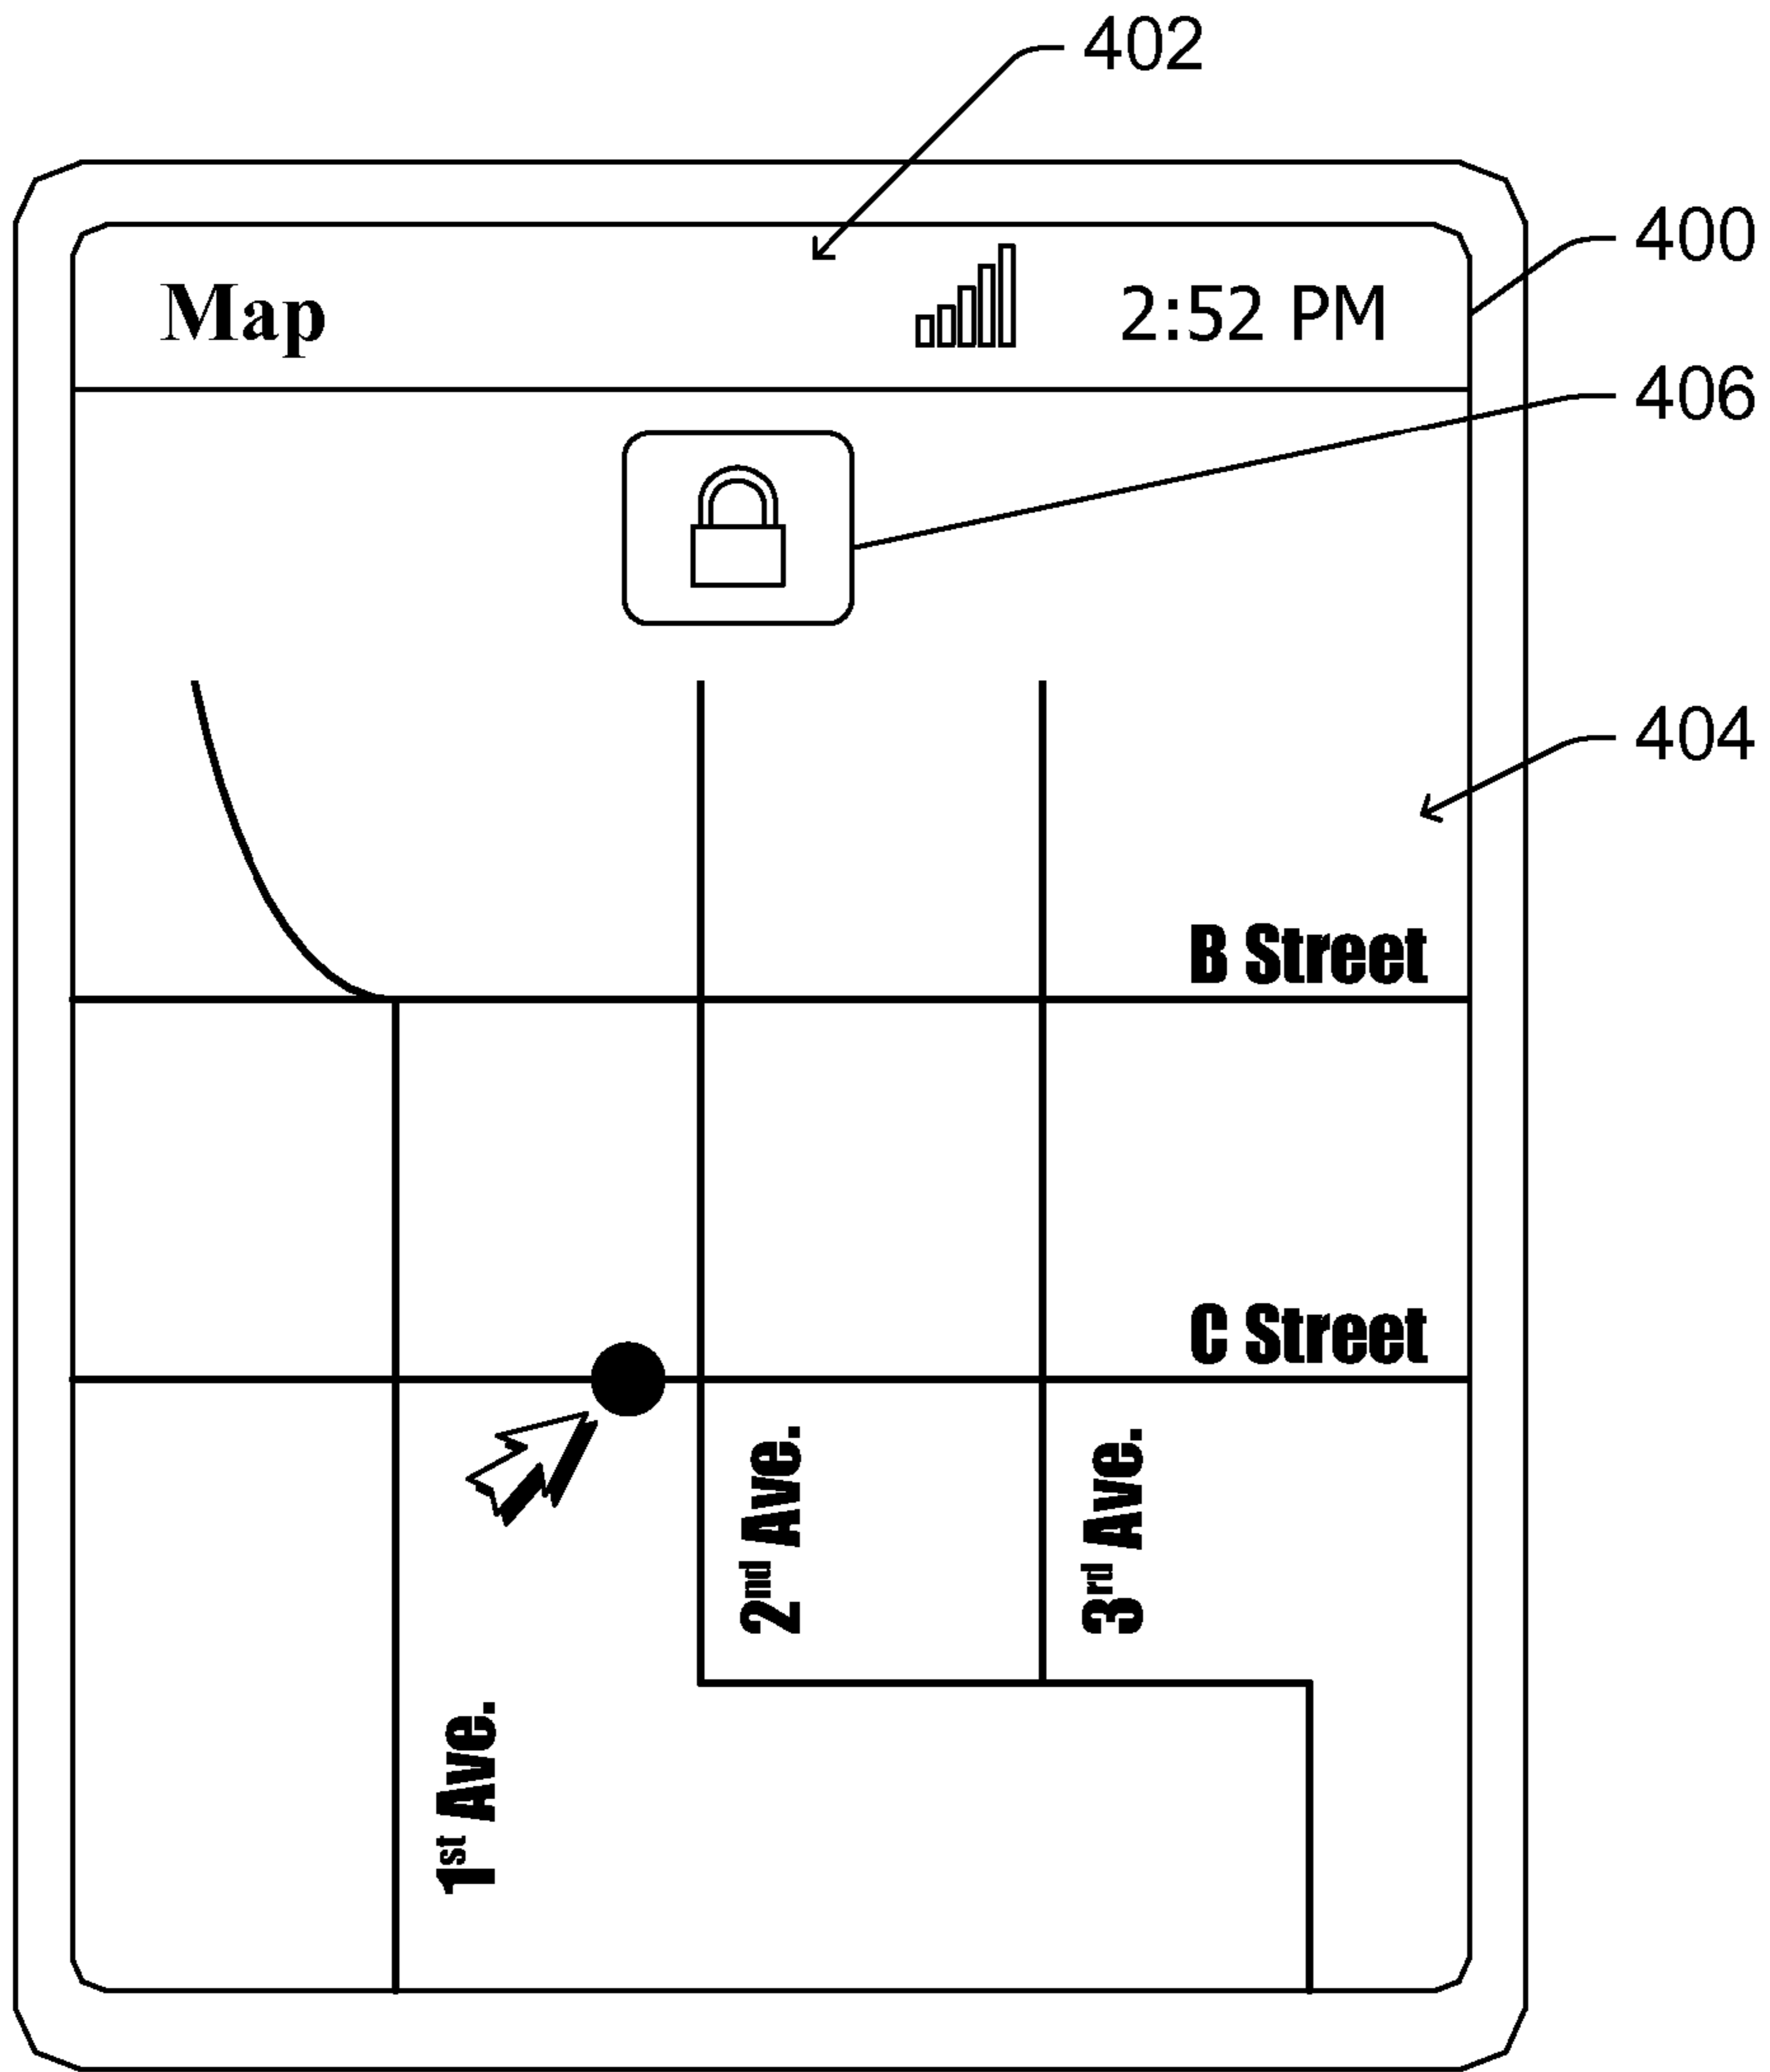 402
400
Map 2:52 PM
406
404
B Street
C Street
2nd Ave.
3rd Ave.
1st Ave.